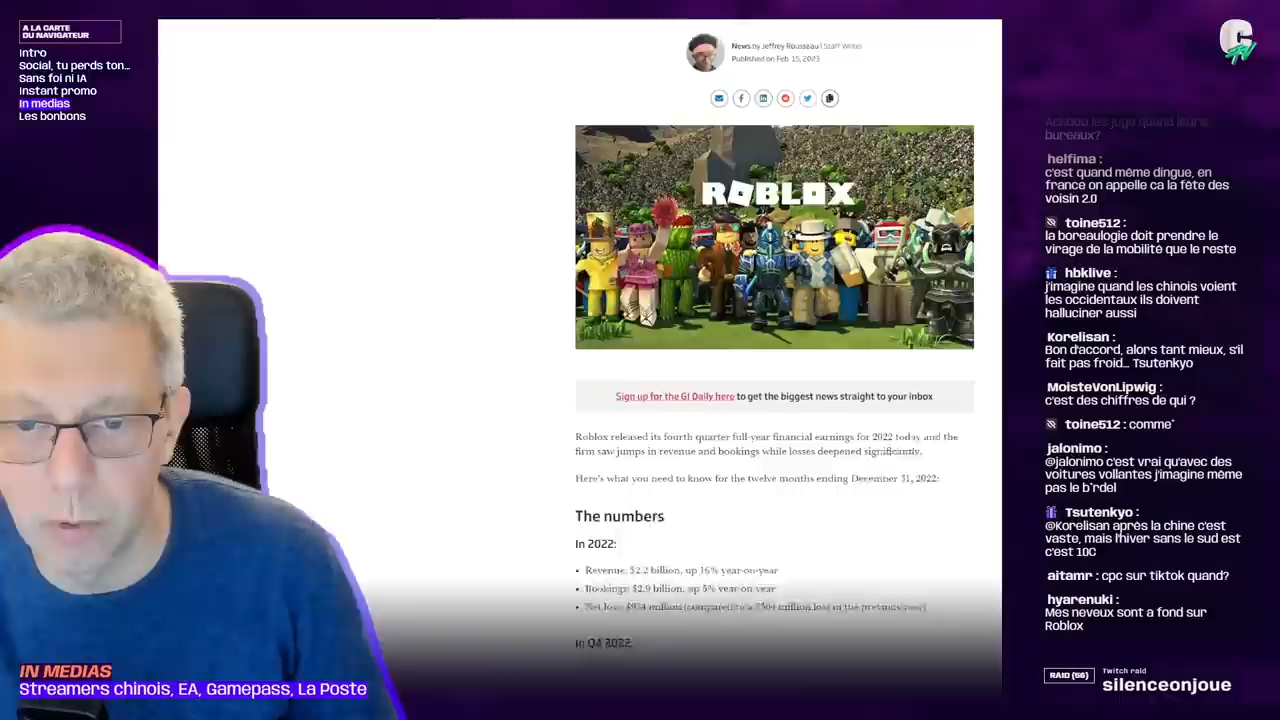 A LA CARTE
DU NAVIGATEUR
Intro
Social, tu perds ton...
Sans foi ni IA
Instant promo
In medias
Les bonbons
News by Jeffrey Rousseau | Staff Writer
Published on Feb 15, 2023
ROBLOX
Sign up for the GI Daily here to get the biggest news straight to your inbox
Roblox released its fourth quarter full-year financial earnings for 2022 today and the
firm saw jumps in revenue and bookings while losses deepened significantly.
Here's what you need to know for the twelve months ending December 31, 2022:
The numbers
In 2022:
• Revenue: $2.2 billion, up 16% year-on-year
• Bookings: $2.9 billion, up 5% year-on-year
In Q4 2022:
les juge quand leurs
bureaux?
helfima :
c'est quand même dingue, en
france on appelle ca la fête des
voisin 2.0
toine512 :
la boreaulogie doit prendre le
virage de la mobilité que le reste
hbklive :
j'imagine quand les chinois voient
les occidentaux ils doivent
halluciner aussi
Korelisan :
Bon d'accord, alors tant mieux, s'il
fait pas froid... Tsutenkyo
MoisteVonLipwig :
c'est des chiffres de qui ?
toine512 : comme*
jalonimo :
@jalonimo c'est vrai qu'avec des
voitures vollantes j'imagine même
pas le b*rdel
Tsutenkyo :
@Korelisan après la chine c'est
vaste, mais l'hiver sans le sud est
c'est 10C
aitamr : cpc sur tiktok quand?
hyarenuki :
Mes neveux sont a fond sur
Roblox
RAID (56)
Twitch raid
silenceonjoue
IN MEDIAS
Streamers chinois, EA, Gamepass, La Poste